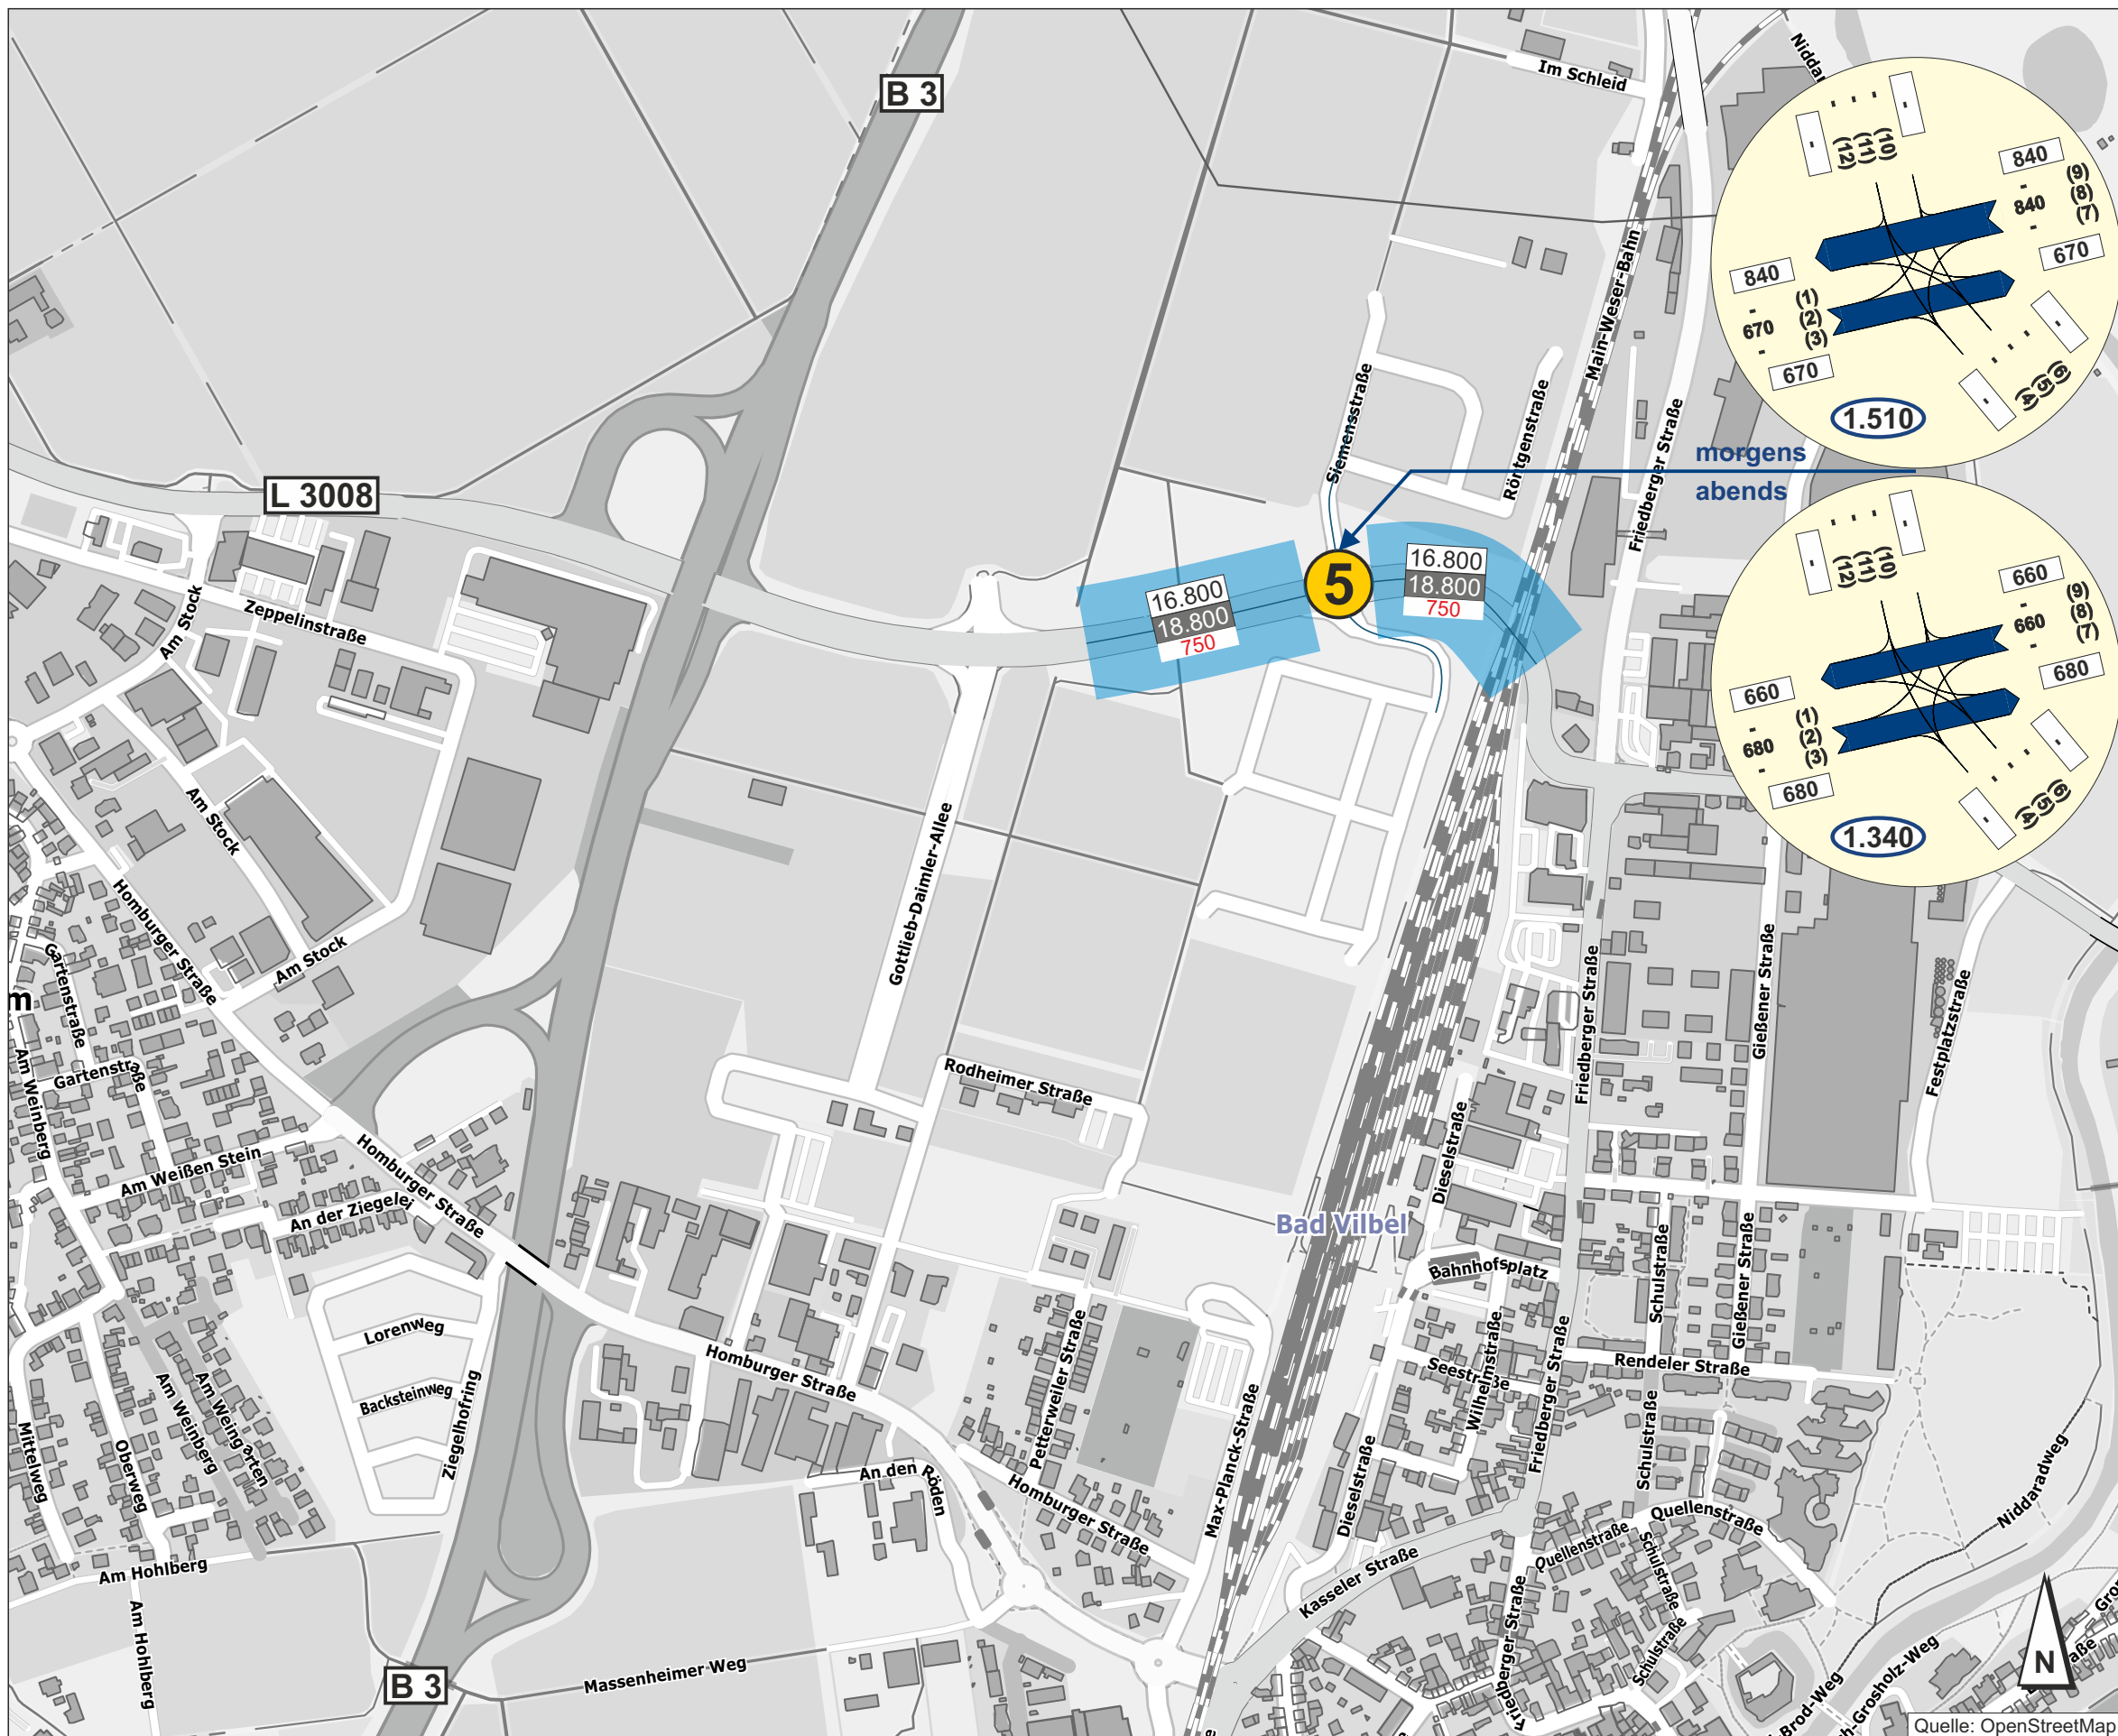 B 3
Im Schleid
(12)
(11)
(10)
840
840
(9)
(8)
(7)
670
840
(1)
670
(2)
(3)
670
(6)
(5)
(4)
1.510
morgens
abends
(12)
(11)
(10)
660
660
(9)
(8)
(7)
680
660
(1)
680
(2)
(3)
680
(6)
(5)
(4)
1.340
Main-Weser-Bahn
Siemensstraße
Röntgenstraße
Friedberger Straße
L 3008
16.800
18.800
750
5
16.800
18.800
750
Zeppelinstraße
Am Stock
Am Stock
Am Stock
Homburger Straße
Gottlieb-Daimler-Allee
Gartenstraße
Gartenstraße
m
Am Weinberg
Am Weißen Stein
An der Ziegelei
Homburger Straße
Rodheimer Straße
Friedberger Straße
Gießener Straße
Festplatzstraße
Dieselstraße
Bad Vilbel
Bahnhofsplatz
Schulstraße
Gießener Straße
Lorenweg
Backsteinweg
Ziegelhofring
Homburger Straße
Petterweiler Straße
Seestraße
Wilhelmstraße
Friedberger Straße
Rendeler Straße
Schulstraße
Am Weinberg
Am Weingarten
Mittelweg
Oberweg
An den Röden
Homburger Straße
Max-Planck-Straße
Dieselstraße
Quellenstraße
Quellenstraße
Schulstraße
Niddaradweg
Am Hohlberg
Am Hohlberg
Kasseler Straße
Friedberger Straße
Schulstraße
B 3
Massenheimer Weg
N
Quelle: OpenStreetMap